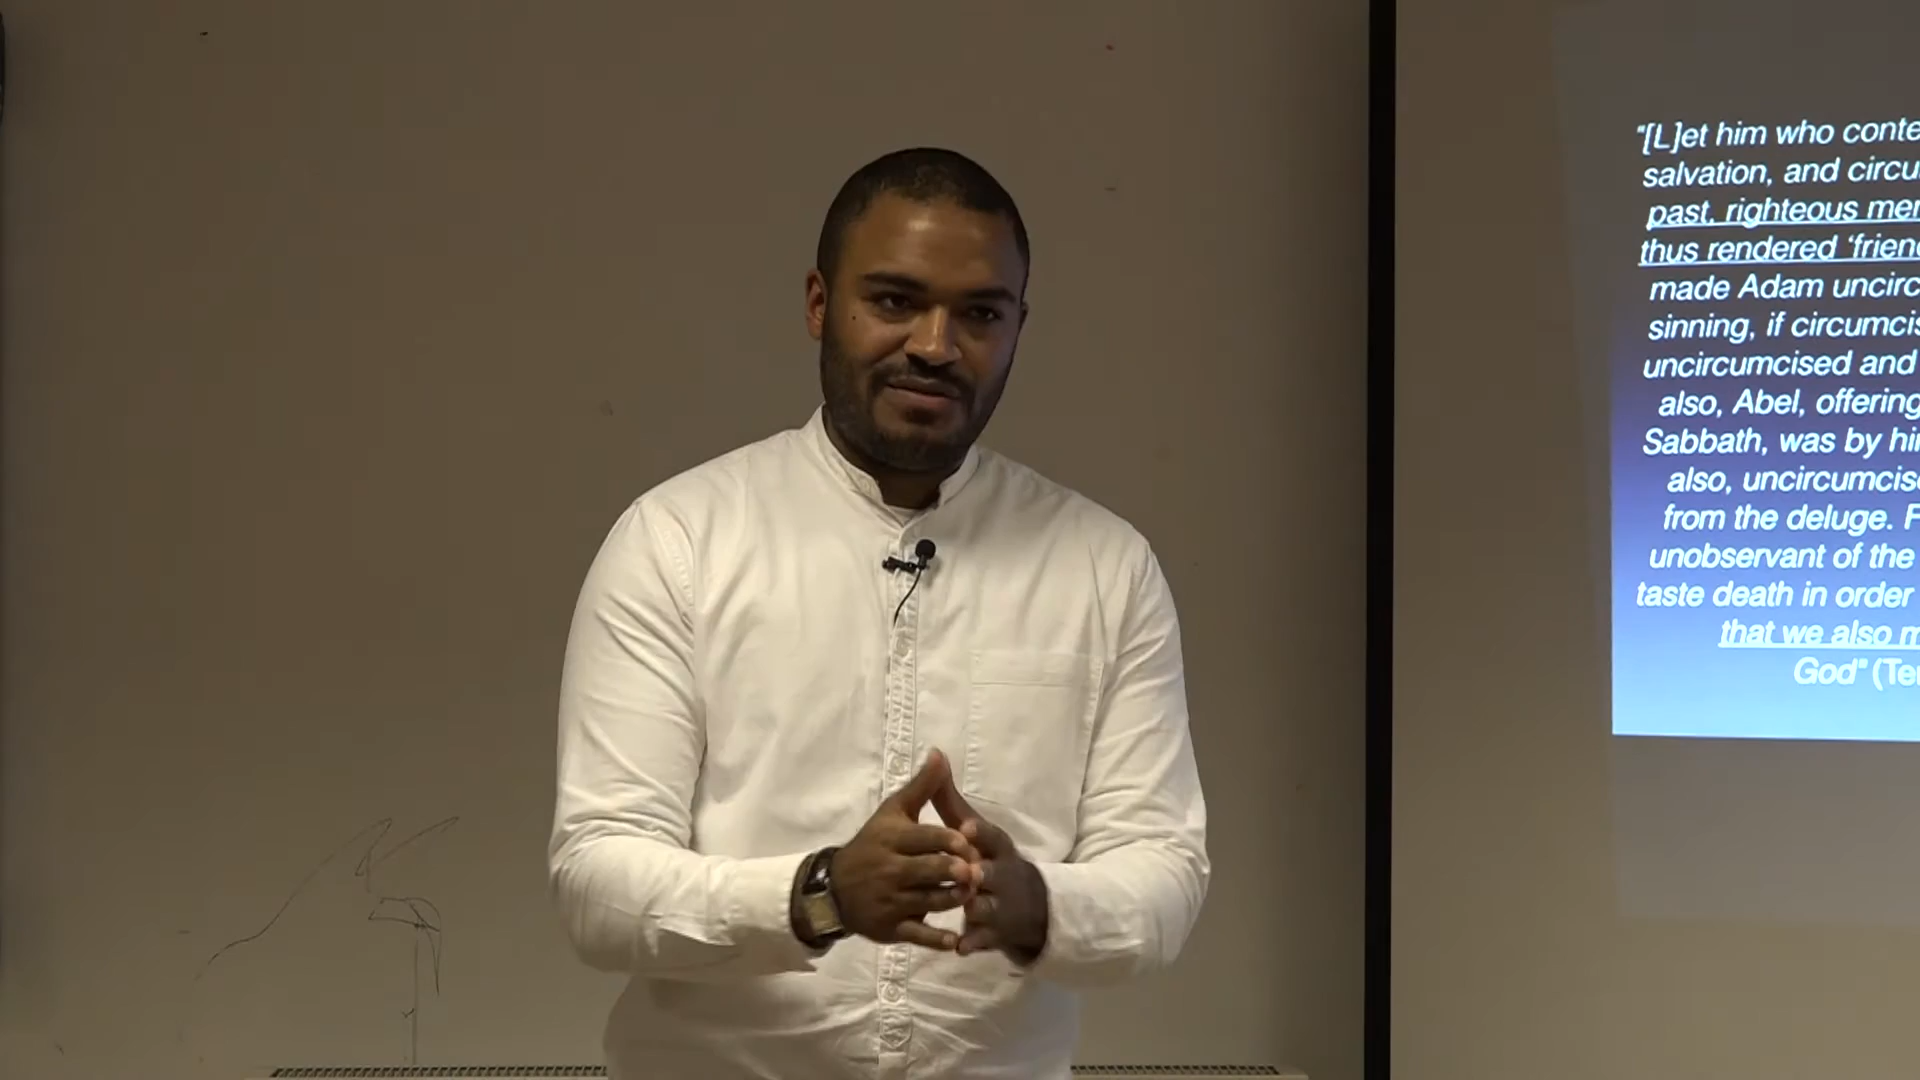 "[L]et him who conte
salvation, and circu
past, righteous men
thus rendered 'frien
made Adam uncirc
sinning, if circumcis
uncircumcised and
also, Abel, offering
Sabbath, was by hi
also, uncircumcise
from the deluge. F
unobservant of the
taste death in order
that we also m
God" (Ter